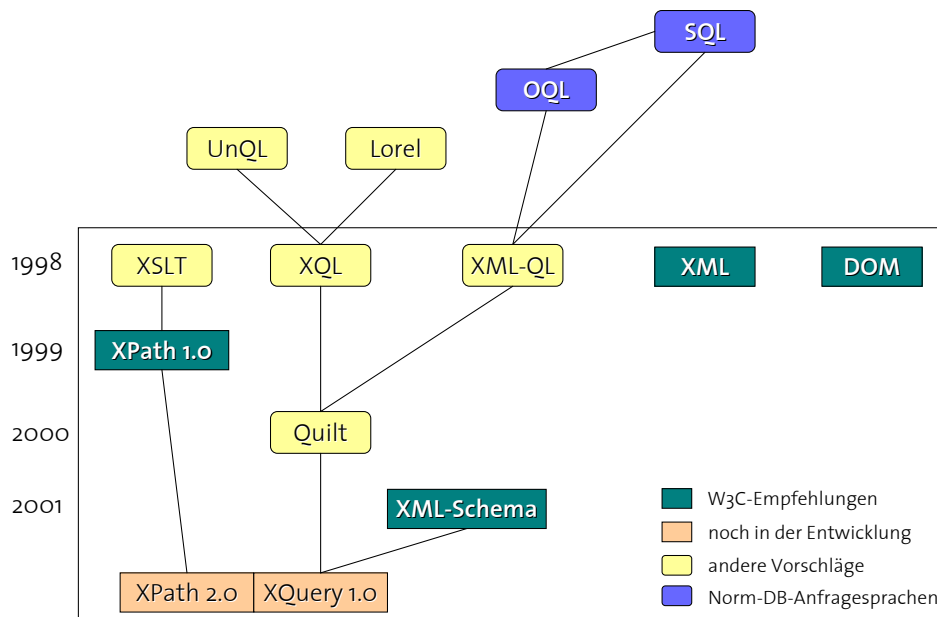 SQL
OQL
UnQL
Lorel
1998
XSLT
XQL
XML-QL
XML
DOM
1999
XPath 1.0
2000
Quilt
2001
XML-Schema
W3C-Empfehlungen
noch in der Entwicklung
andere Vorschläge
XPath 2.0
XQuery 1.0
Norm-DB-Anfragesprachen